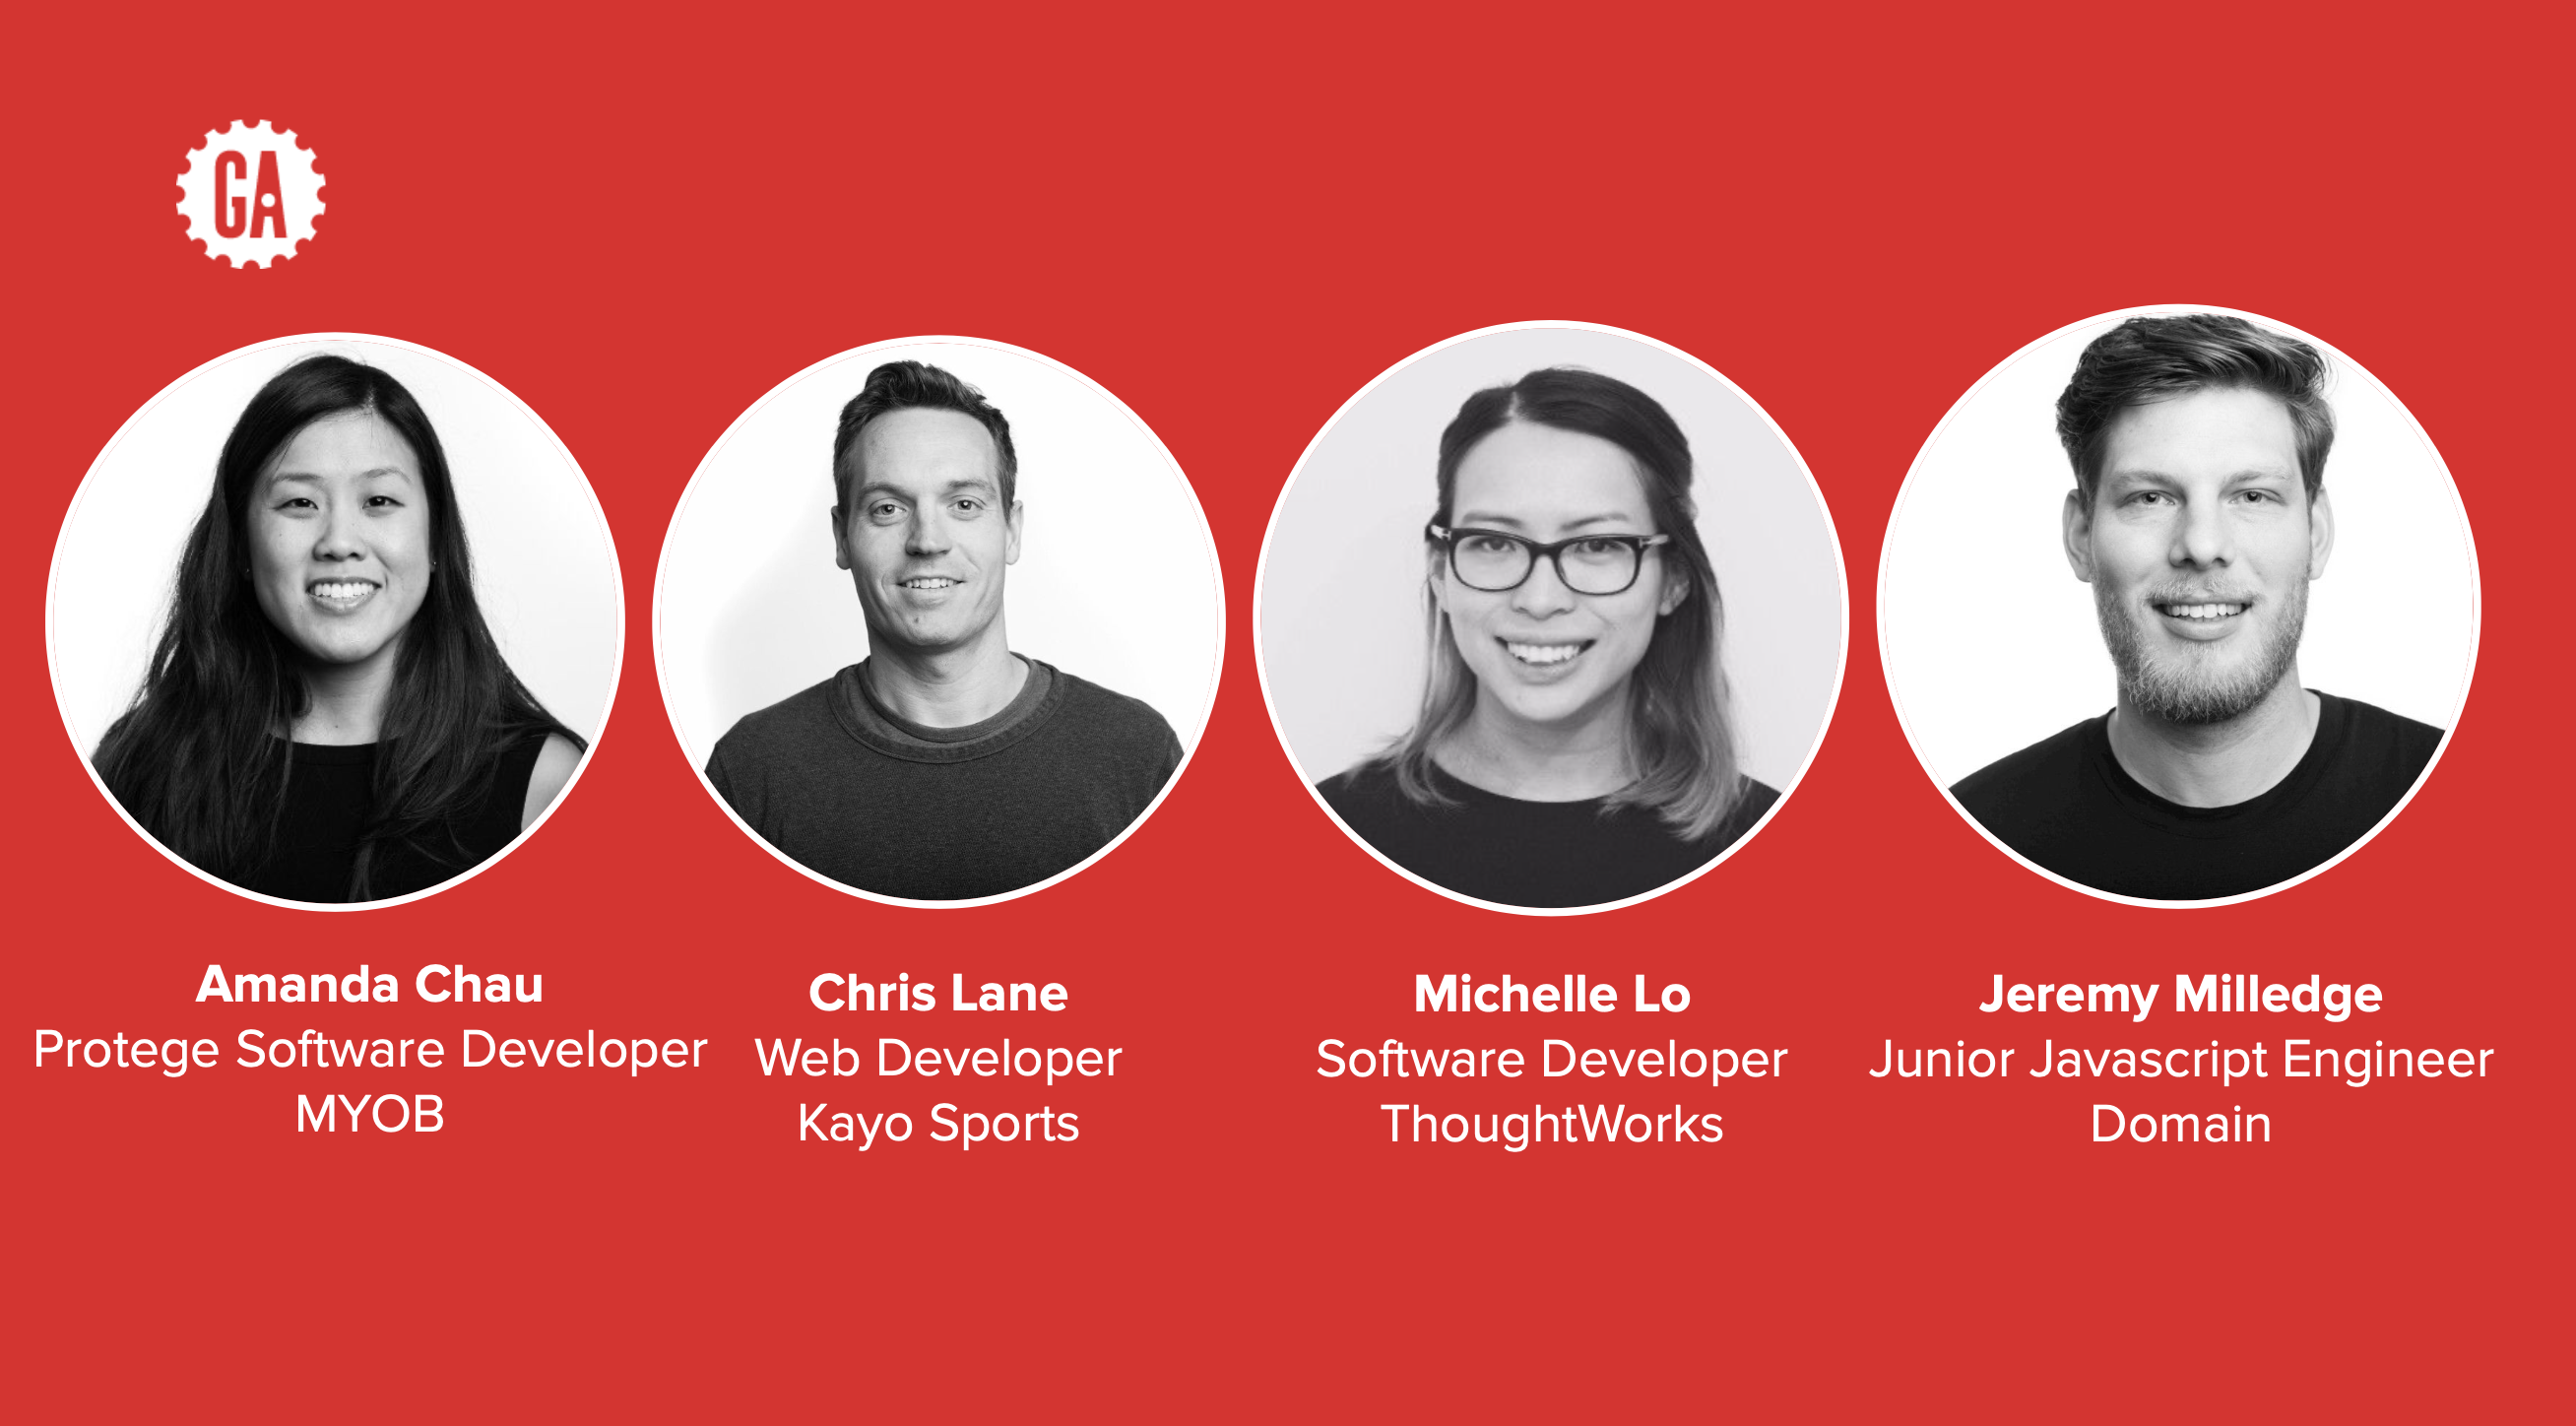 GA
Amanda Chau
Protege Software Developer
MYOB
Chris Lane
Web Developer
Kayo Sports
Michelle Lo
Software Developer
ThoughtWorks
Jeremy Milledge
Junior Javascript Engineer
Domain